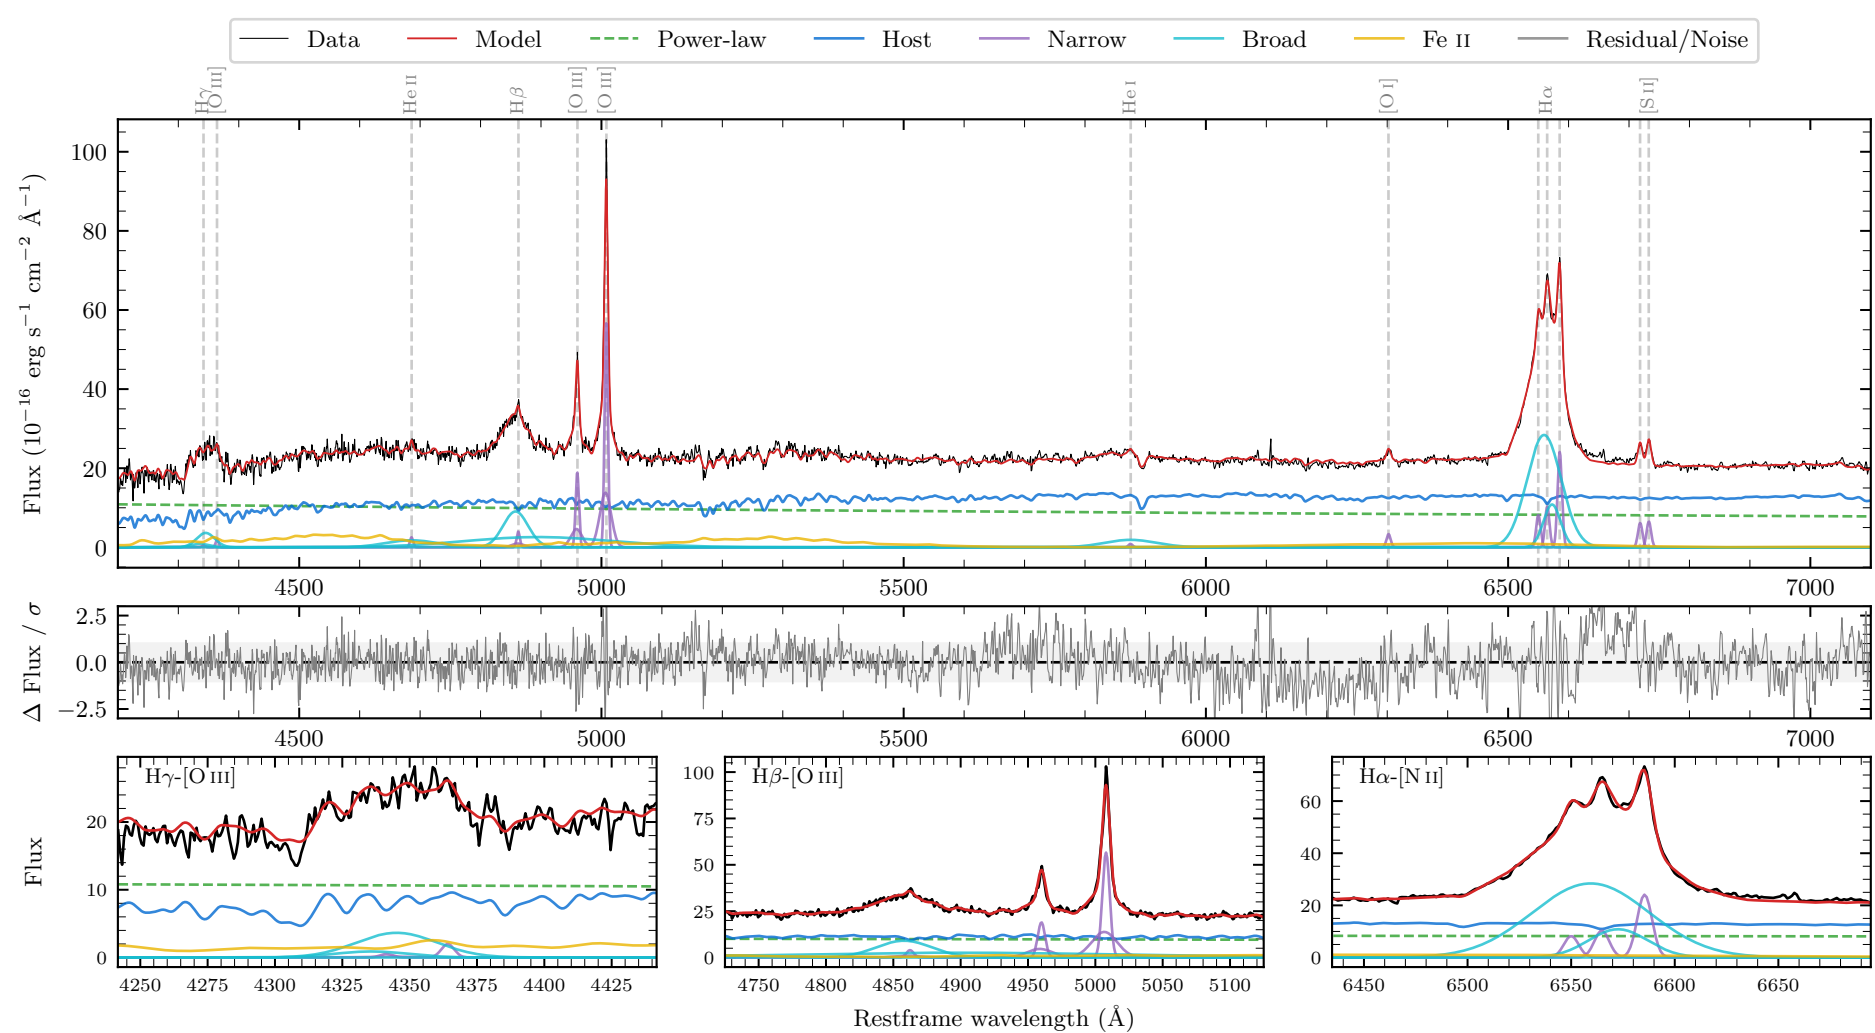 Data Model Power-law Host Narrow Broad Fe II Residual/Noise
Hγ [O III] He II Hβ [O III] [O III] He I [O I] Hα [S II]
Flux (10⁻¹⁶ erg s⁻¹ cm⁻² Å⁻¹)
100
80
60
40
20
0
4500 5000 5500 6000 6500 7000
Δ Flux / σ
2.5
0.0
−2.5
4500 5000 5500 6000 6500 7000
Flux
Hγ-[O III]
20
10
0
4250 4275 4300 4325 4350 4375 4400 4425
Hβ-[O III]
100
75
50
25
0
4750 4800 4850 4900 4950 5000 5050 5100
Hα-[N II]
60
40
20
0
6450 6500 6550 6600 6650
Restframe wavelength (Å)